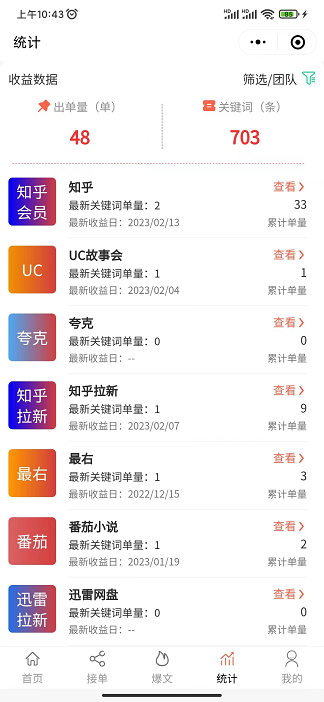 上午10:43
HD HD 85
统计
收益数据
筛选/团队
出单量（单）
关键词（条）
48
703
知乎会员
知乎
查看
最新关键词单量：2
33
最新收益日：2023/02/13
累计单量
UC
UC故事会
查看
最新关键词单量：1
1
最新收益日：2023/02/04
累计单量
夸克
夸克
查看
最新关键词单量：0
0
最新收益日：--
累计单量
知乎拉新
知乎拉新
查看
最新关键词单量：1
9
最新收益日：2023/02/07
累计单量
最右
最右
查看
最新关键词单量：1
3
最新收益日：2022/12/15
累计单量
番茄
番茄小说
查看
最新关键词单量：1
2
最新收益日：2023/01/19
累计单量
迅雷拉新
迅雷网盘
查看
最新关键词单量：0
0
最新收益日：--
累计单量
首页
接单
爆文
统计
我的